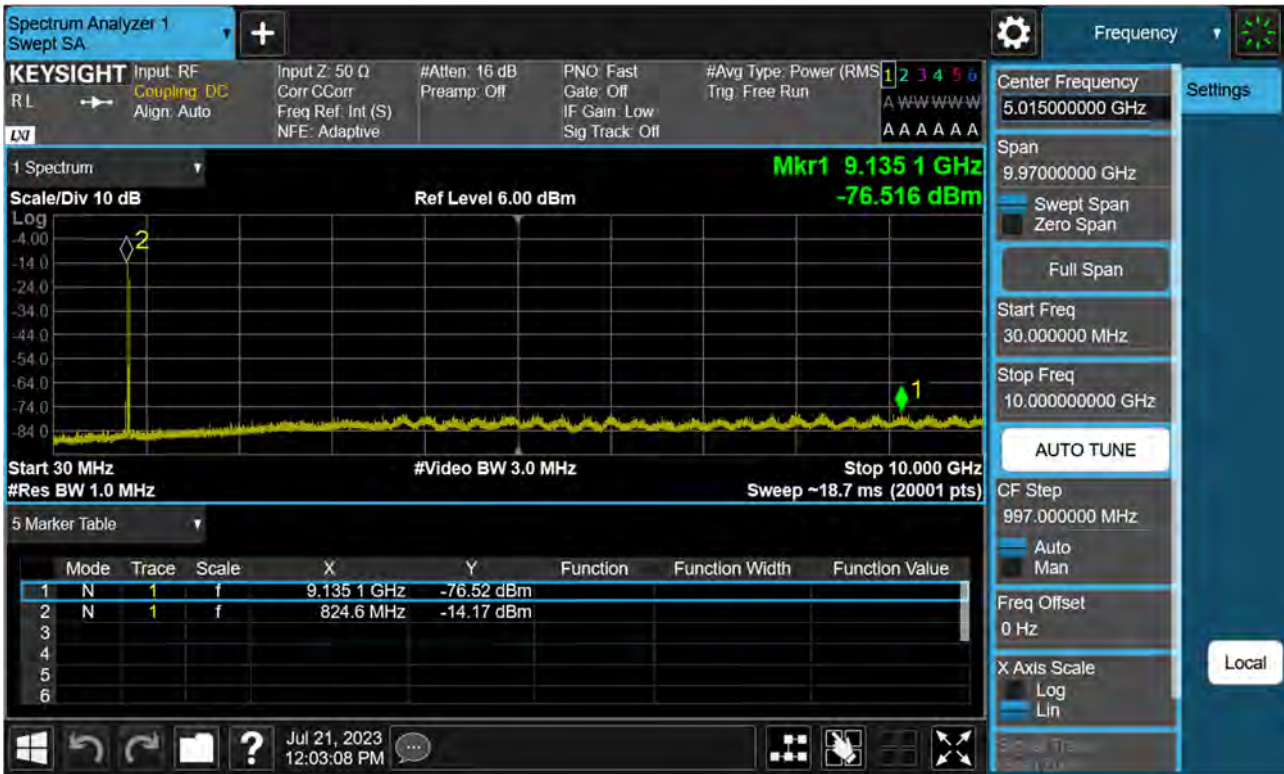 Spectrum Analyzer 1
Swept SA
+
Frequency
KEYSIGHT
RL
LXI
Input: RF
Coupling: DC
Align: Auto
Input Z: 50 Ω
Corr CCorr
Freq Ref: Int (S)
NFE: Adaptive
#Atten: 16 dB
Preamp: Off
PNO: Fast
Gate: Off
IF Gain: Low
Sig Track: Off
#Avg Type: Power (RMS
Trig: Free Run
1 2 3 4 5 6
A W W W W W
A A A A A A
1 Spectrum
Mkr1 9.135 1 GHz
Scale/Div 10 dB
Ref Level 6.00 dBm
-76.516 dBm
Log
-4.00
-14.0
-24.0
-34.0
-44.0
-54.0
-64.0
-74.0
-84.0
2
1
Start 30 MHz
#Video BW 3.0 MHz
Stop 10.000 GHz
#Res BW 1.0 MHz
Sweep ~18.7 ms (20001 pts)
5 Marker Table
Mode Trace Scale X Y Function Function Width Function Value
1 N 1 f 9.135 1 GHz -76.52 dBm
2 N 1 f 824.6 MHz -14.17 dBm
3
4
5
6
?
Jul 21, 2023
12:03:08 PM
Center Frequency
5.015000000 GHz
Span
9.97000000 GHz
Swept Span
Zero Span
Full Span
Start Freq
30.000000 MHz
Stop Freq
10.000000000 GHz
AUTO TUNE
CF Step
997.000000 MHz
Auto
Man
Freq Offset
0 Hz
X Axis Scale
Log
Lin
Settings
Local